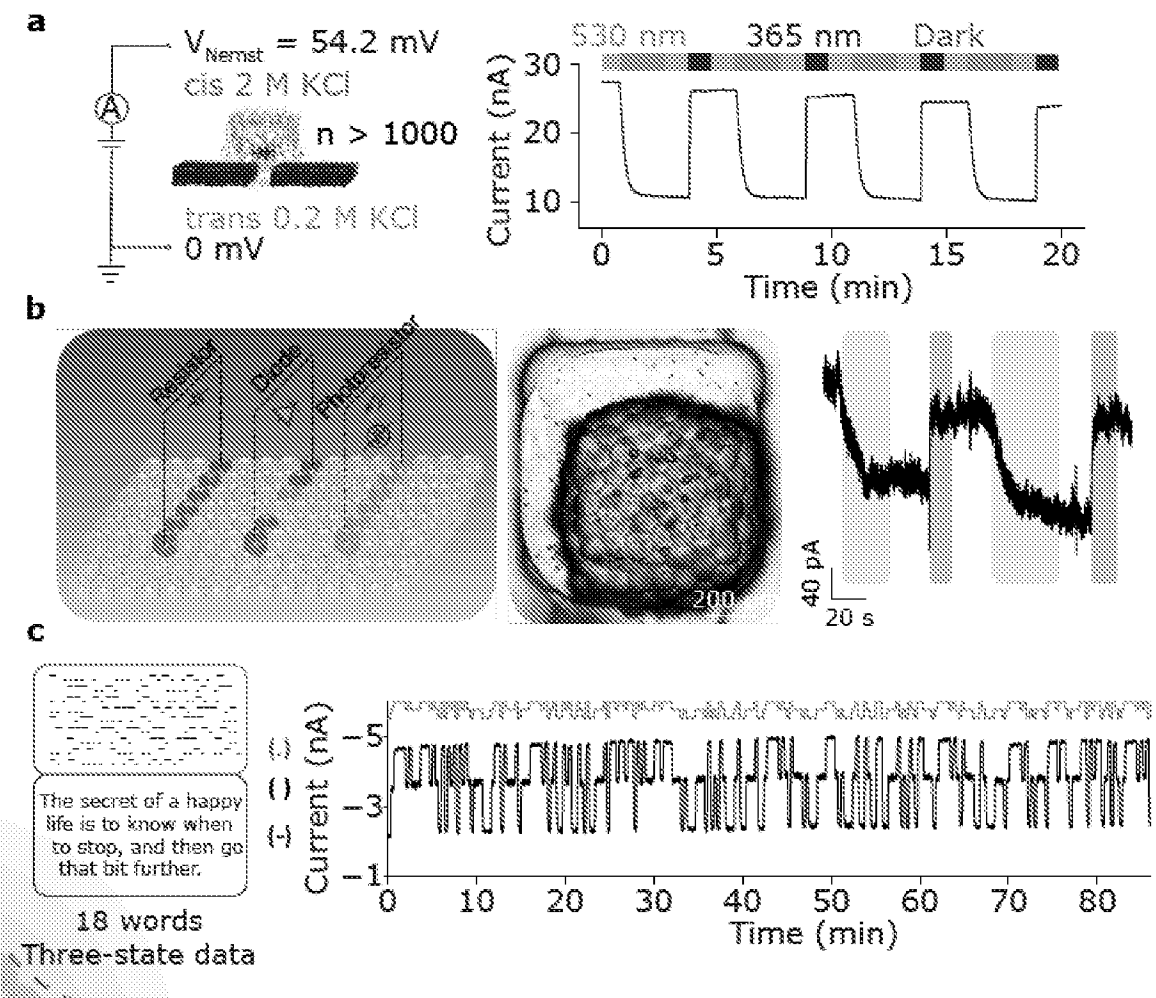 a
V_Nernst = 54.2 mV
cis 2 M KCl
A
n > 1000
trans 0.2 M KCl
0 mV
530 nm 365 nm Dark
Current (nA)
30
20
10
0 5 10 15 20
Time (min)
b
Resistor
Diode
Photoresistor
200
40 pA
20 s
c
The secret of a happy
life is to know when
to stop, and then go
that bit further.
18 words
Three-state data
(.)
( )
(-)
Current (nA)
−5
−3
−1
0 10 20 30 40 50 60 70 80
Time (min)